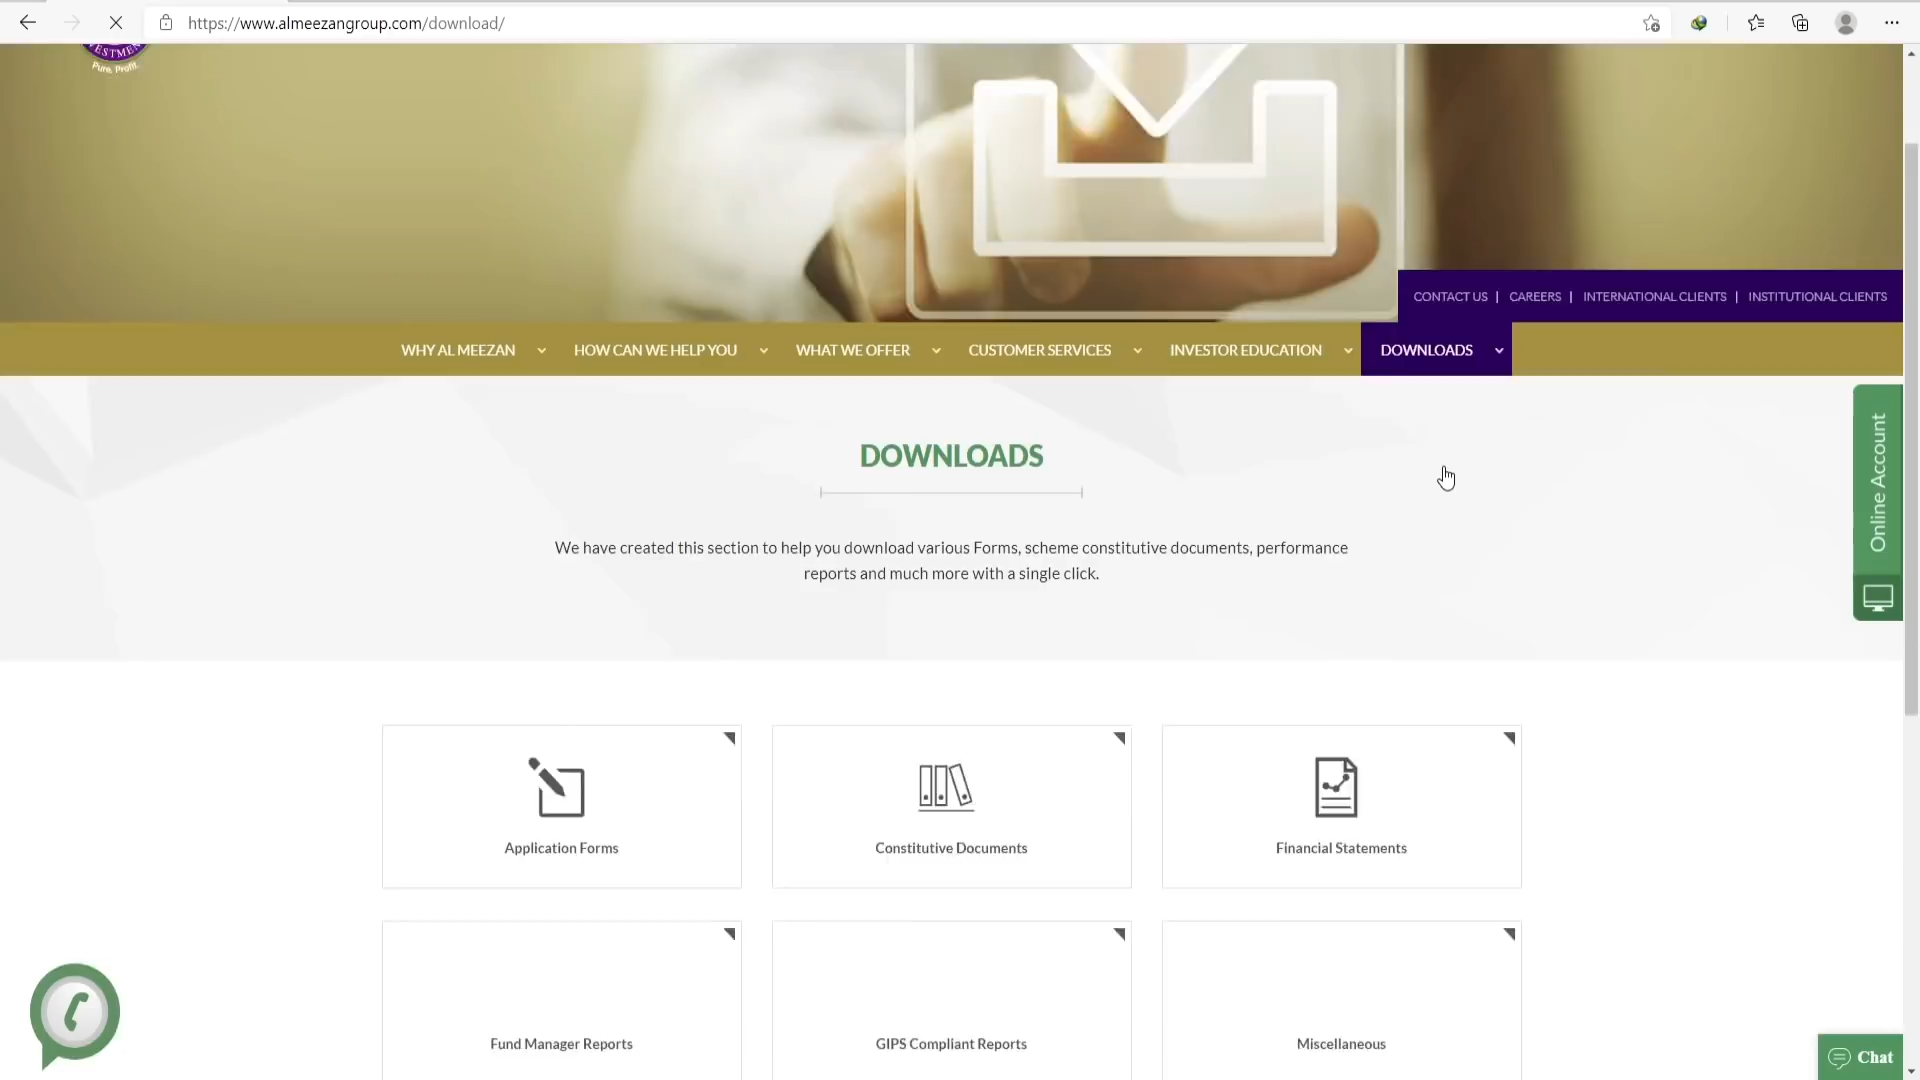 https://www.almeezangroup.com/download/
Pure. Profit.
CONTACT US | CAREERS | INTERNATIONAL CLIENTS | INSTITUTIONAL CLIENTS
WHY AL MEEZAN HOW CAN WE HELP YOU WHAT WE OFFER CUSTOMER SERVICES INVESTOR EDUCATION DOWNLOADS
Online Account
DOWNLOADS
We have created this section to help you download various Forms, scheme constitutive documents, performance
reports and much more with a single click.
Application Forms Constitutive Documents Financial Statements
Fund Manager Reports GIPS Compliant Reports Miscellaneous
Chat